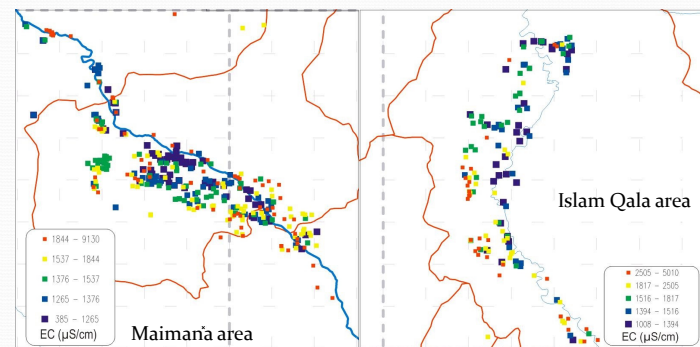 1844 – 9130
1537 - 1844
1376 - 1537
1265 - 1376
385 - 1265
EC (µS/cm)
Maimana area
Islam Qala area
2505 – 5010
1817 - 2505
1516 - 1817
1394 - 1516
1008 - 1394
EC (µS/cm)